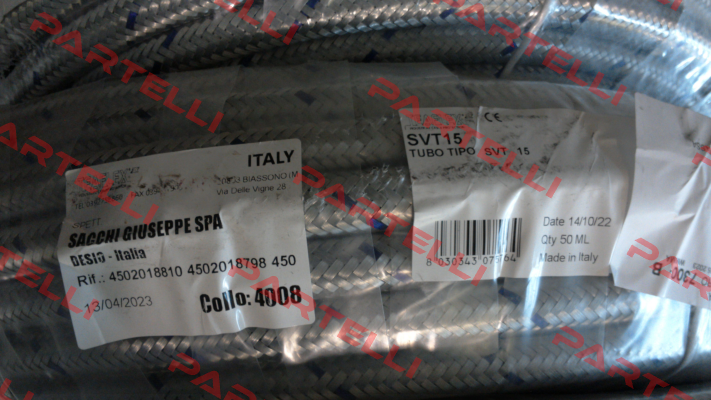 ITALY
BIASSONO (M
Via Delle Vigne 28
SACCHI GIUSEPPE SPA
DESIO - Italia
Rif.: 4502018810 4502018798 450
13/04/2023
Collo: 4008
CE
SVT15
TUBO TIPO SVT 15
Date 14/10/22
Qty 50 ML
Made in Italy
PARTELLI
PARTELLI
PARTELLI
PARTELLI
PARTELLI
PARTELLI
PARTELLI
PARTELLI